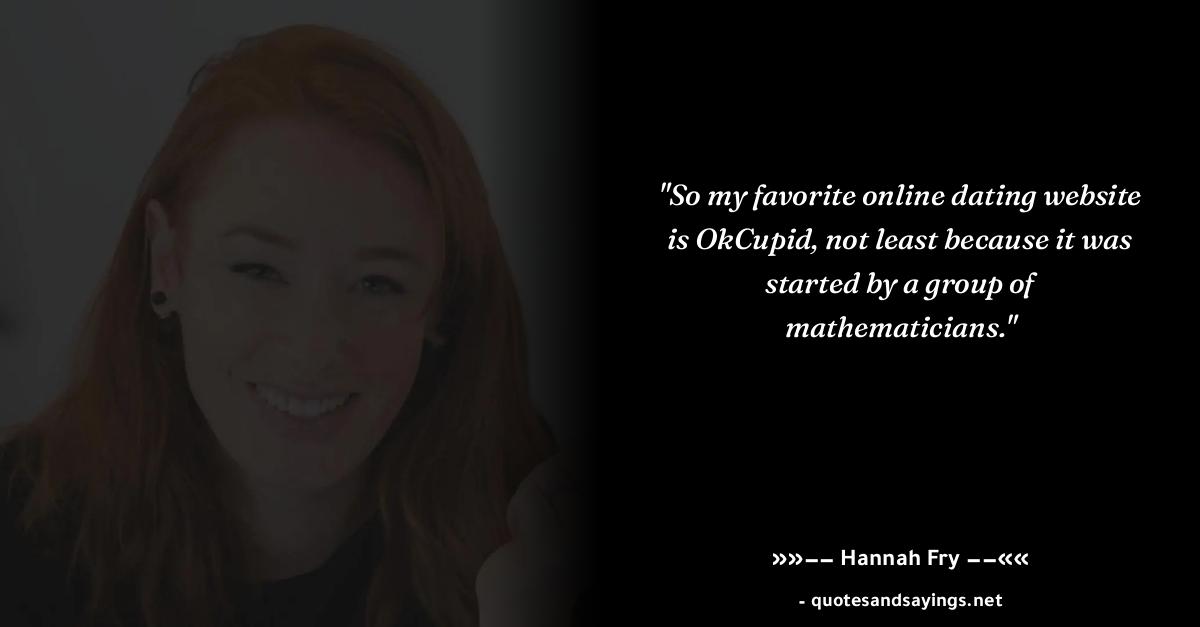 "So my favorite online dating website
is OkCupid, not least because it was
started by a group of
mathematicians."
»»−− Hannah Fry −−««
- quotesandsayings.net